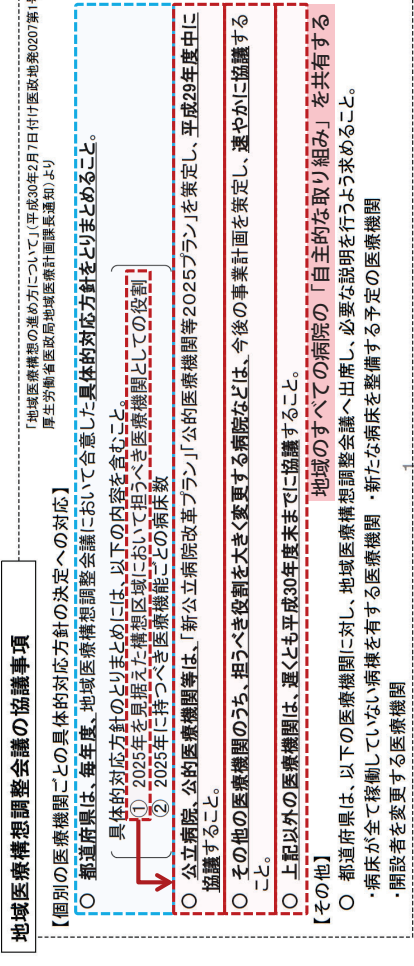 地域医療構想調整会議の協議事項
「地域医療構想の進め方について」(平成30年2月7日付け医政地発0207第1号
厚生労働省医政局地域医療計画課長通知)より
【個別の医療機関ごとの具体的対応方針の決定への対応】
○ 都道府県は、毎年度、地域医療構想調整会議において合意した具体的対応方針をとりまとめること。
具体的対応方針のとりまとめには、以下の内容を含むこと。
① 2025年を見据えた構想区域において担うべき医療機関としての役割
② 2025年に持つべき医療機能ごとの病床数
○ 公立病院、公的医療機関等は、「新公立病院改革プラン」「公的医療機関等2025プラン」を策定し、平成29年度中に
協議すること。
○ その他の医療機関のうち、担うべき役割を大きく変更する病院などは、今後の事業計画を策定し、速やかに協議する
こと。
○ 上記以外の医療機関は、遅くとも平成30年度末までに協議すること。
地域のすべての病院の「自主的な取り組み」を共有する
【その他】
○ 都道府県は、以下の医療機関に対し、地域医療構想調整会議へ出席し、必要な説明を行うよう求めること。
・病床が全て稼働していない病棟を有する医療機関 ・新たな病床を整備する予定の医療機関
・開設者を変更する医療機関
1